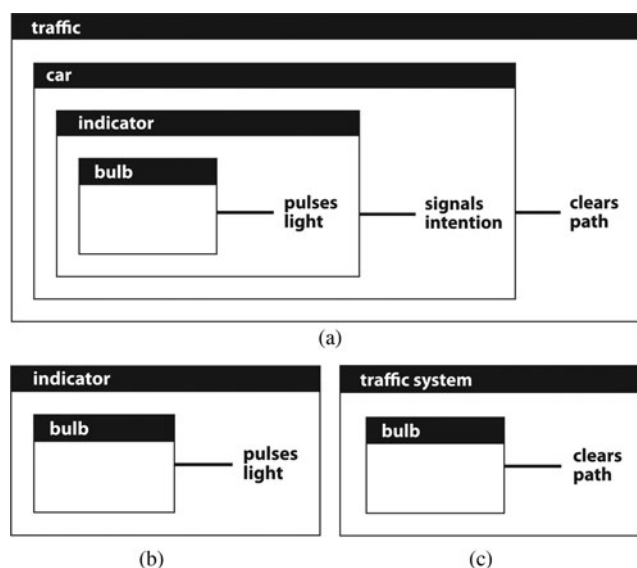 traffic
car
indicator
bulb
pulses
light
signals
intention
clears
path
(a)
indicator
bulb
pulses
light
(b)
traffic system
bulb
clears
path
(c)